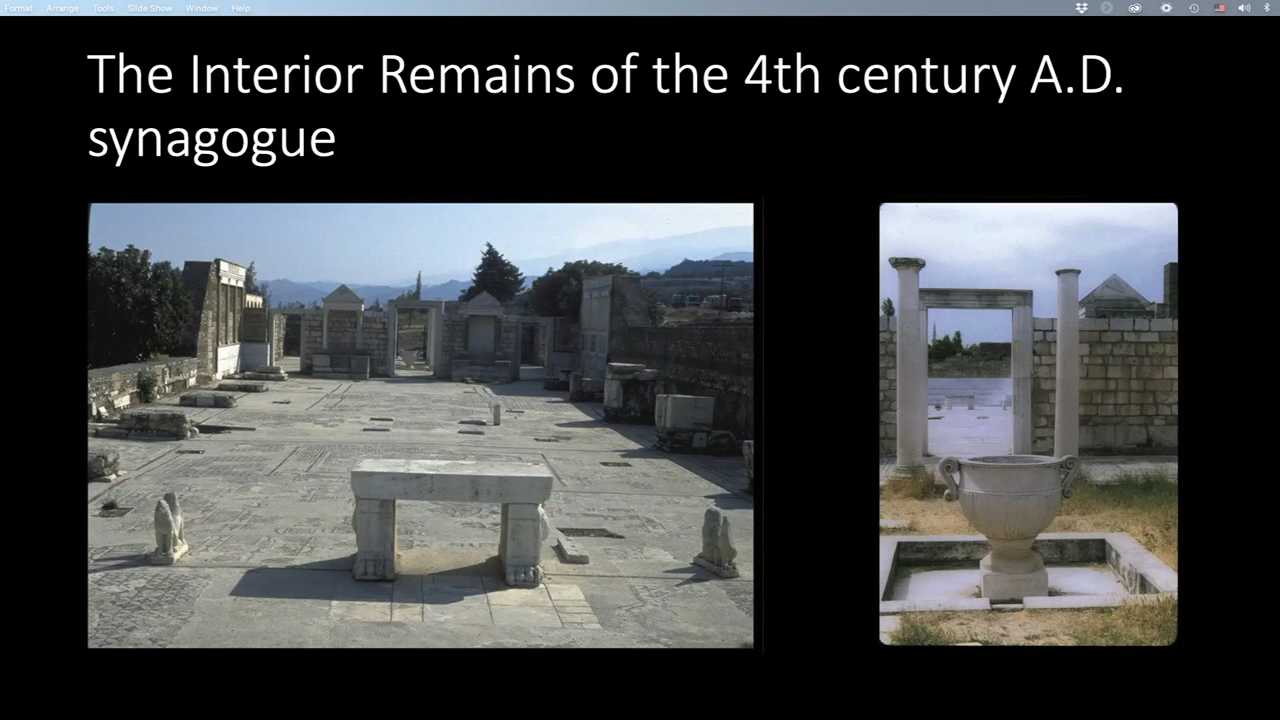 Format Arrange Tools Slide Show Window Help
The Interior Remains of the 4th century A.D.
synagogue